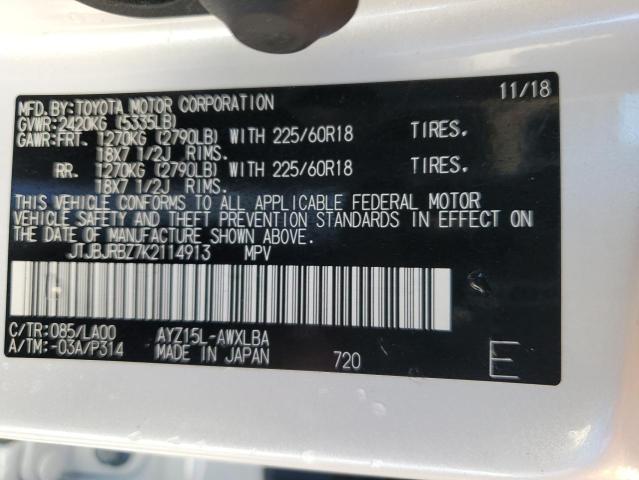 MFD. BY: TOYOTA MOTOR CORPORATION 11/18
GVWR: 2420KG (5335LB)
GAWR: FRT. 1270KG (2790LB) WITH 225/60R18 TIRES.
18X7 1/2J RIMS.
RR. 1270KG (2790LB) WITH 225/60R18 TIRES.
18X7 1/2J RIMS.
THIS VEHICLE CONFORMS TO ALL APPLICABLE FEDERAL MOTOR
VEHICLE SAFETY AND THEFT PREVENTION STANDARDS IN EFFECT ON
THE DATE OF MANUFACTURE SHOWN ABOVE.
JTJBJRBZ7K2114913 MPV
C/TR: 085/LA00 AYZ15L-AWXLBA
A/TM: -03A/P314 MADE IN JAPAN 720 E